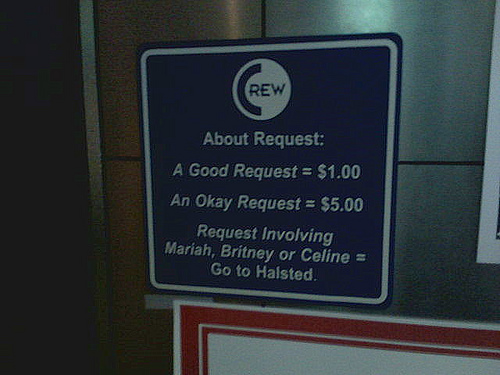 CREW
About Request:
A Good Request = $1.00
An Okay Request = $5.00
Request Involving
Mariah, Britney or Celine =
Go to Halsted.